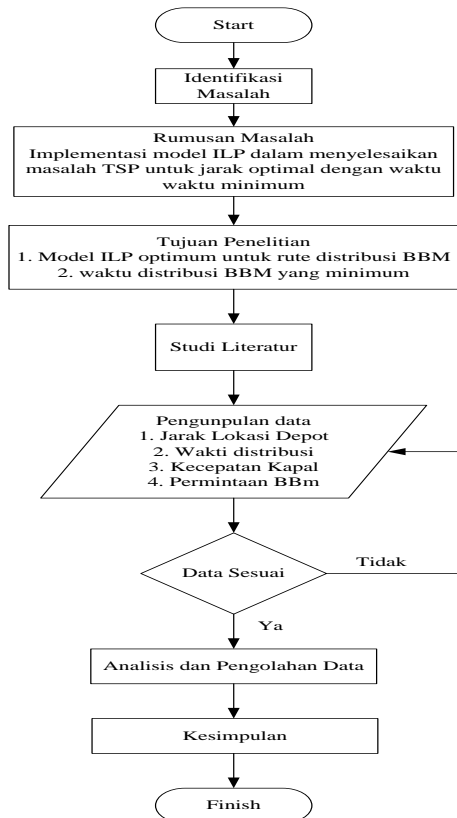 Start
Identifikasi
Masalah
Rumusan Masalah
Implementasi model ILP dalam menyelesaikan
masalah TSP untuk jarak optimal dengan waktu
waktu minimum
Tujuan Penelitian
1. Model ILP optimum untuk rute distribusi BBM
2. waktu distribusi BBM yang minimum
Studi Literatur
Pengunpulan data
1. Jarak Lokasi Depot
2. Wakti distribusi
3. Kecepatan Kapal
4. Permintaan BBm
Data Sesuai
Tidak
Ya
Analisis dan Pengolahan Data
Kesimpulan
Finish